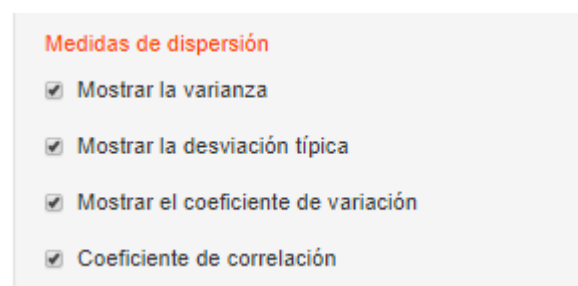 Medidas de dispersión
Mostrar la varianza
Mostrar la desviación típica
Mostrar el coeficiente de variación
Coeficiente de correlación